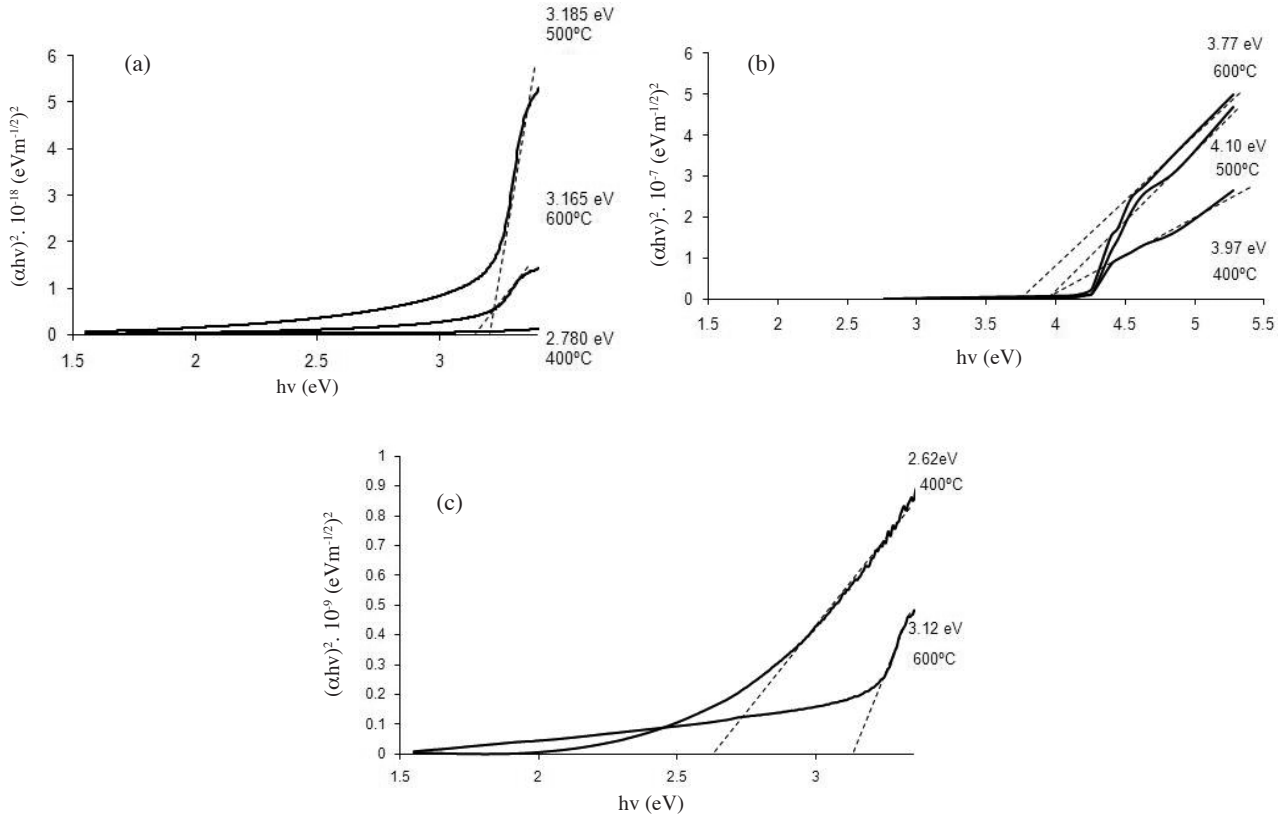 3.185 eV
500ºC
(a)
6
5
4
3
2
1
0
(αhν)². 10⁻¹⁸ (eVm⁻¹/²)²
3.165 eV
600ºC
2.780 eV
400ºC
1.5 2 2.5 3
hν (eV)
(b)
3.77 eV
600ºC
6
5
4
3
2
1
0
(αhν)². 10⁻⁷ (eVm⁻¹/²)²
4.10 eV
500ºC
3.97 eV
400ºC
1.5 2 2.5 3 3.5 4 4.5 5 5.5
hν (eV)
(c)
1
0.9
0.8
0.7
0.6
0.5
0.4
0.3
0.2
0.1
0
(αhν)². 10⁻⁹ (eVm⁻¹/²)²
2.62eV
400ºC
3.12 eV
600ºC
1.5 2 2.5 3
hν (eV)